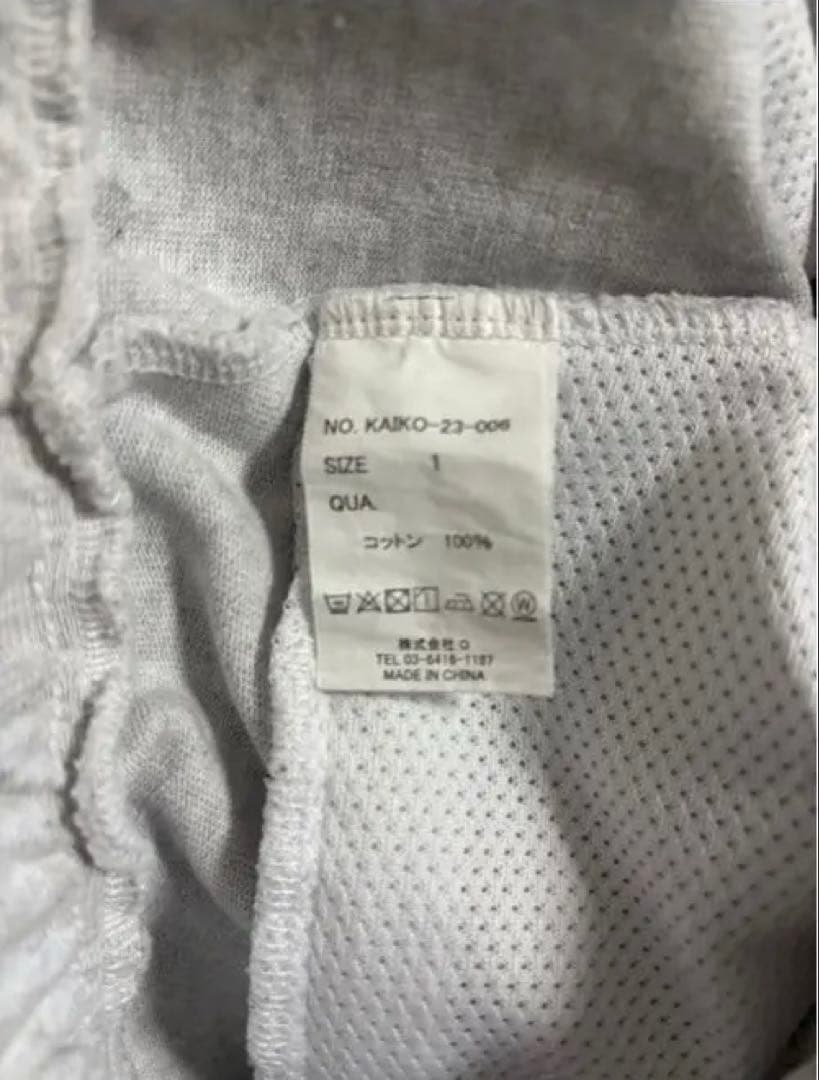 NO. KAIKO-23-006
SIZE 1
QUA.
コットン 100%
W
株式会社 Q
TEL 03-6416-1187
MADE IN CHINA